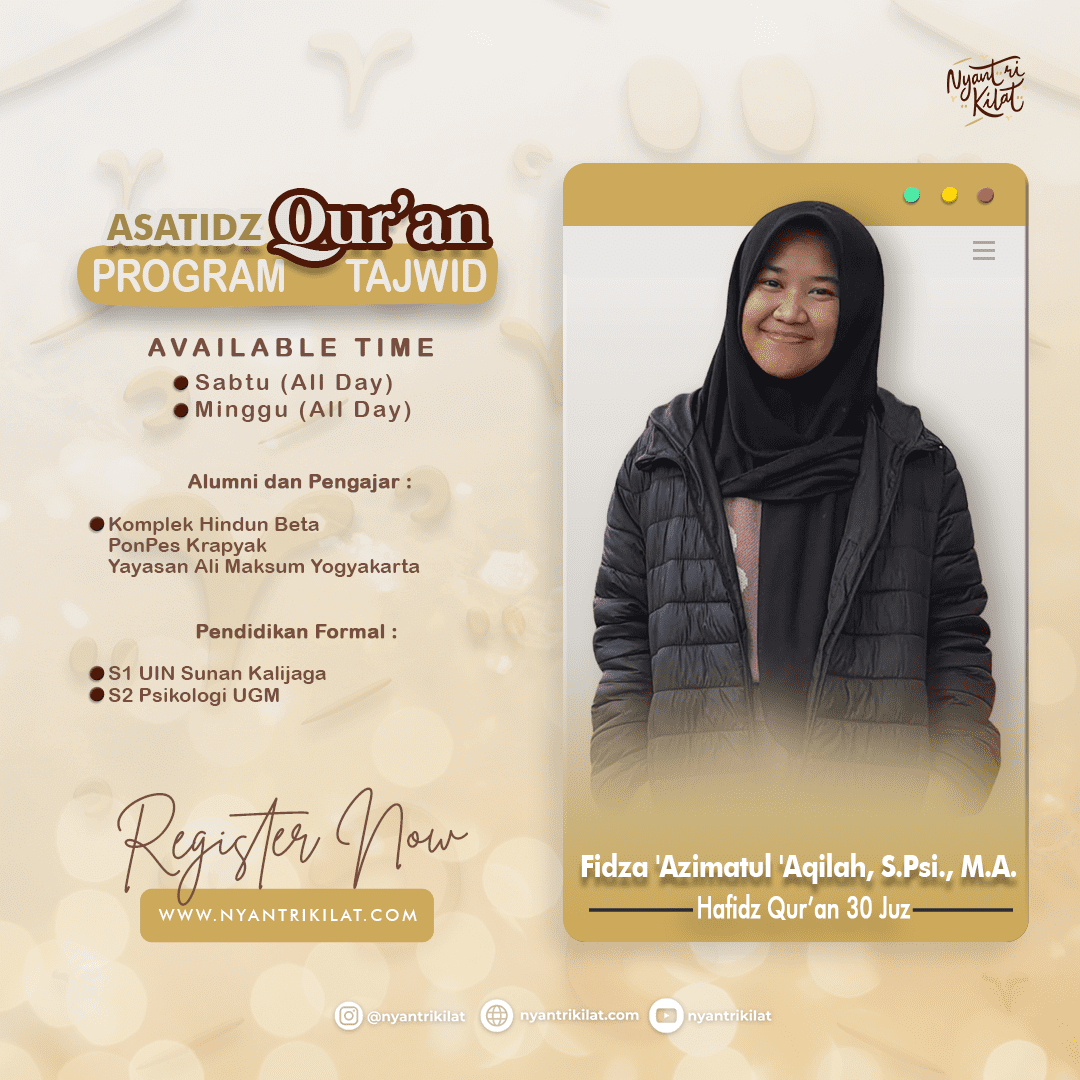 Nyantri
Kilat
ASATIDZ Qur'an
PROGRAM TAJWID
AVAILABLE TIME
Sabtu (All Day)
Minggu (All Day)
Alumni dan Pengajar :
Komplek Hindun Beta
PonPes Krapyak
Yayasan Ali Maksum Yogyakarta
Pendidikan Formal :
S1 UIN Sunan Kalijaga
S2 Psikologi UGM
Register Now
WWW.NYANTRIKILAT.COM
Fidza 'Azimatul 'Aqilah, S.Psi., M.A.
Hafidz Qur'an 30 Juz
@nyantrikilat nyantrikilat.com nyantrikilat